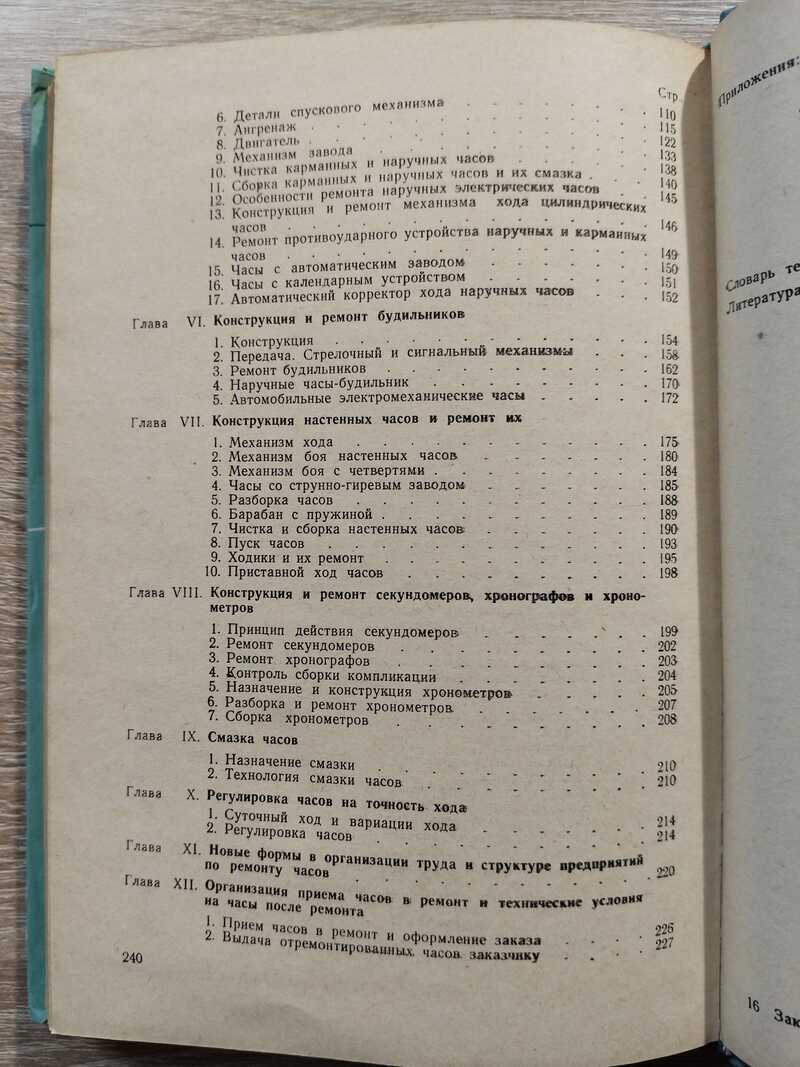 Стр.
6. Детали спускового механизма . . . . . . . 110
7. Ангренаж . . . . . . . . . . . 115
8. Двигатель . . . . . . . . . . . 122
9. Механизм завода . . . . . . . . . 133
10. Чистка карманных и наручных часов . . . . . 138
11. Сборка карманных и наручных часов и их смазка . . 140
12. Особенности ремонта наручных электрических часов . . 145
13. Конструкция и ремонт механизма хода цилиндрических
часов . . . . . . . . . . . . 146
14. Ремонт противоударного устройства наручных и карманных
часов . . . . . . . . . . . . 149
15. Часы с автоматическим заводом . . . . . . 150
16. Часы с календарным устройством . . . . . . 151
17. Автоматический корректор хода наручных часов . . . 152
Глава VI. Конструкция и ремонт будильников
1. Конструкция . . . . . . . . . . 154
2. Передача. Стрелочный и сигнальный механизмы . . . 158
3. Ремонт будильников . . . . . . . . 162
4. Наручные часы-будильник . . . . . . . 170
5. Автомобильные электромеханические часы . . . . . 172
Глава VII. Конструкция настенных часов и ремонт их
1. Механизм хода . . . . . . . . . . 175
2. Механизм боя настенных часов . . . . . . 180
3. Механизм боя с четвертями . . . . . . . 184
4. Часы со струнно-гиревым заводом . . . . . . 185
5. Разборка часов . . . . . . . . . . 188
6. Барабан с пружиной . . . . . . . . . 189
7. Чистка и сборка настенных часов . . . . . . 190
8. Пуск часов . . . . . . . . . . . 193
9. Ходики и их ремонт . . . . . . . . . 195
10. Приставной ход часов . . . . . . . . 198
Глава VIII. Конструкция и ремонт секундомеров, хронографов и хроно-
метров
1. Принцип действия секундомеров . . . . . . 199
2. Ремонт секундомеров . . . . . . . . 202
3. Ремонт хронографов . . . . . . . . 203
4. Контроль сборки компликации . . . . . . 204
5. Назначение и конструкция хронометров . . . . . 205
6. Разборка и ремонт хронометров . . . . . . 207
7. Сборка хронометров . . . . . . . . 208
Глава IX. Смазка часов
1. Назначение смазки . . . . . . . . . 210
2. Технология смазки часов . . . . . . . 210
Глава X. Регулировка часов на точность хода
1. Суточный ход и вариации хода . . . . . . 214
2. Регулировка часов . . . . . . . . . 214
Глава XI. Новые формы в организации труда и структуре предприятий
по ремонту часов . . . . . . . . . 220
Глава XII. Организация приема часов в ремонт и технические условия
на часы после ремонта
1. Прием часов в ремонт и оформление заказа . . . . 226
2. Выдача отремонтированных часов заказчику . . . . 227
240
Приложения:
Словарь те
Литература
16 Зак